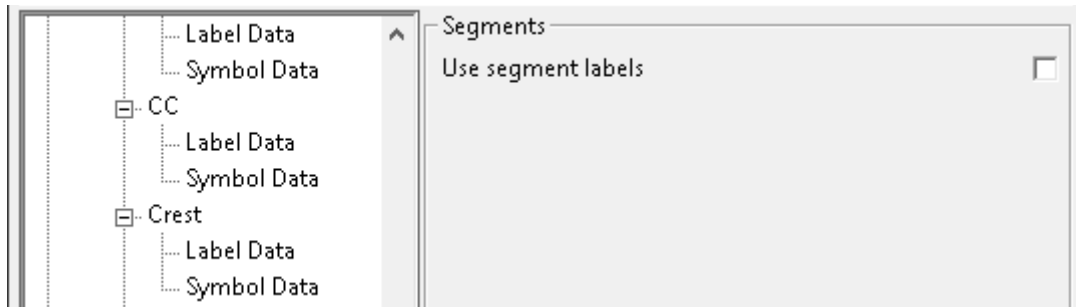 Label Data
Symbol Data
CC
Label Data
Symbol Data
Crest
Label Data
Symbol Data
Segments
Use segment labels